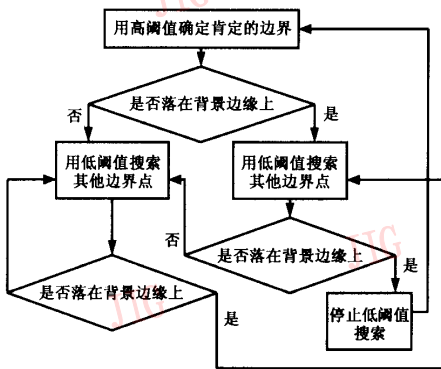 JIG
用高阈值确定肯定的边界
是否落在背景边缘上
否
是
用低阈值搜索
其他边界点
用低阈值搜索
其他边界点
否
是否落在背景边缘上
是
是否落在背景边缘上
是
停止低阈值
搜索
JIG
JIG